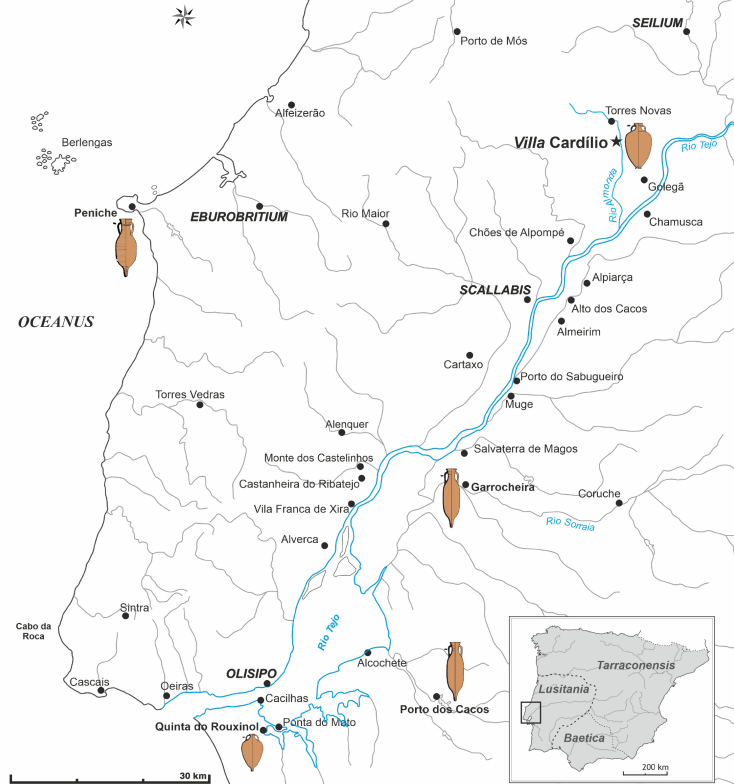 SEILIUM
Porto de Mós
Alfeizerão
Torres Novas
Berlengas
Villa Cardílio
Rio Tejo
Rio Almonda
Golegã
Peniche
EBUROBRITIUM
Rio Maior
Chamusca
Chões de Alpompé
Alpiarça
SCALLABIS
Alto dos Cacos
OCEANUS
Almeirim
Cartaxo
Porto do Sabugueiro
Torres Vedras
Muge
Alenquer
Salvaterra de Magos
Monte dos Castelinhos
Castanheira do Ribatejo
Garrocheira
Coruche
Vila Franca de Xira
Rio Sorraia
Alverca
Sintra
Cabo da
Roca
Rio Tejo
Alcochete
Tarraconensis
OLISIPO
Cascais
Oeiras
Lusitania
Cacilhas
Porto dos Cacos
Quinta do Rouxinol
Ponta do Mato
Baetica
200 km
30 km